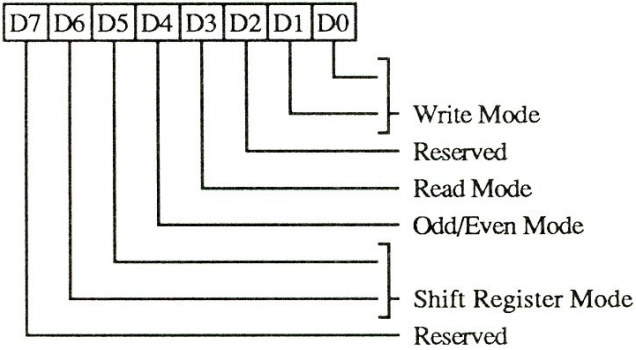 D7 D6 D5 D4 D3 D2 D1 D0
Write Mode
Reserved
Read Mode
Odd/Even Mode
Shift Register Mode
Reserved